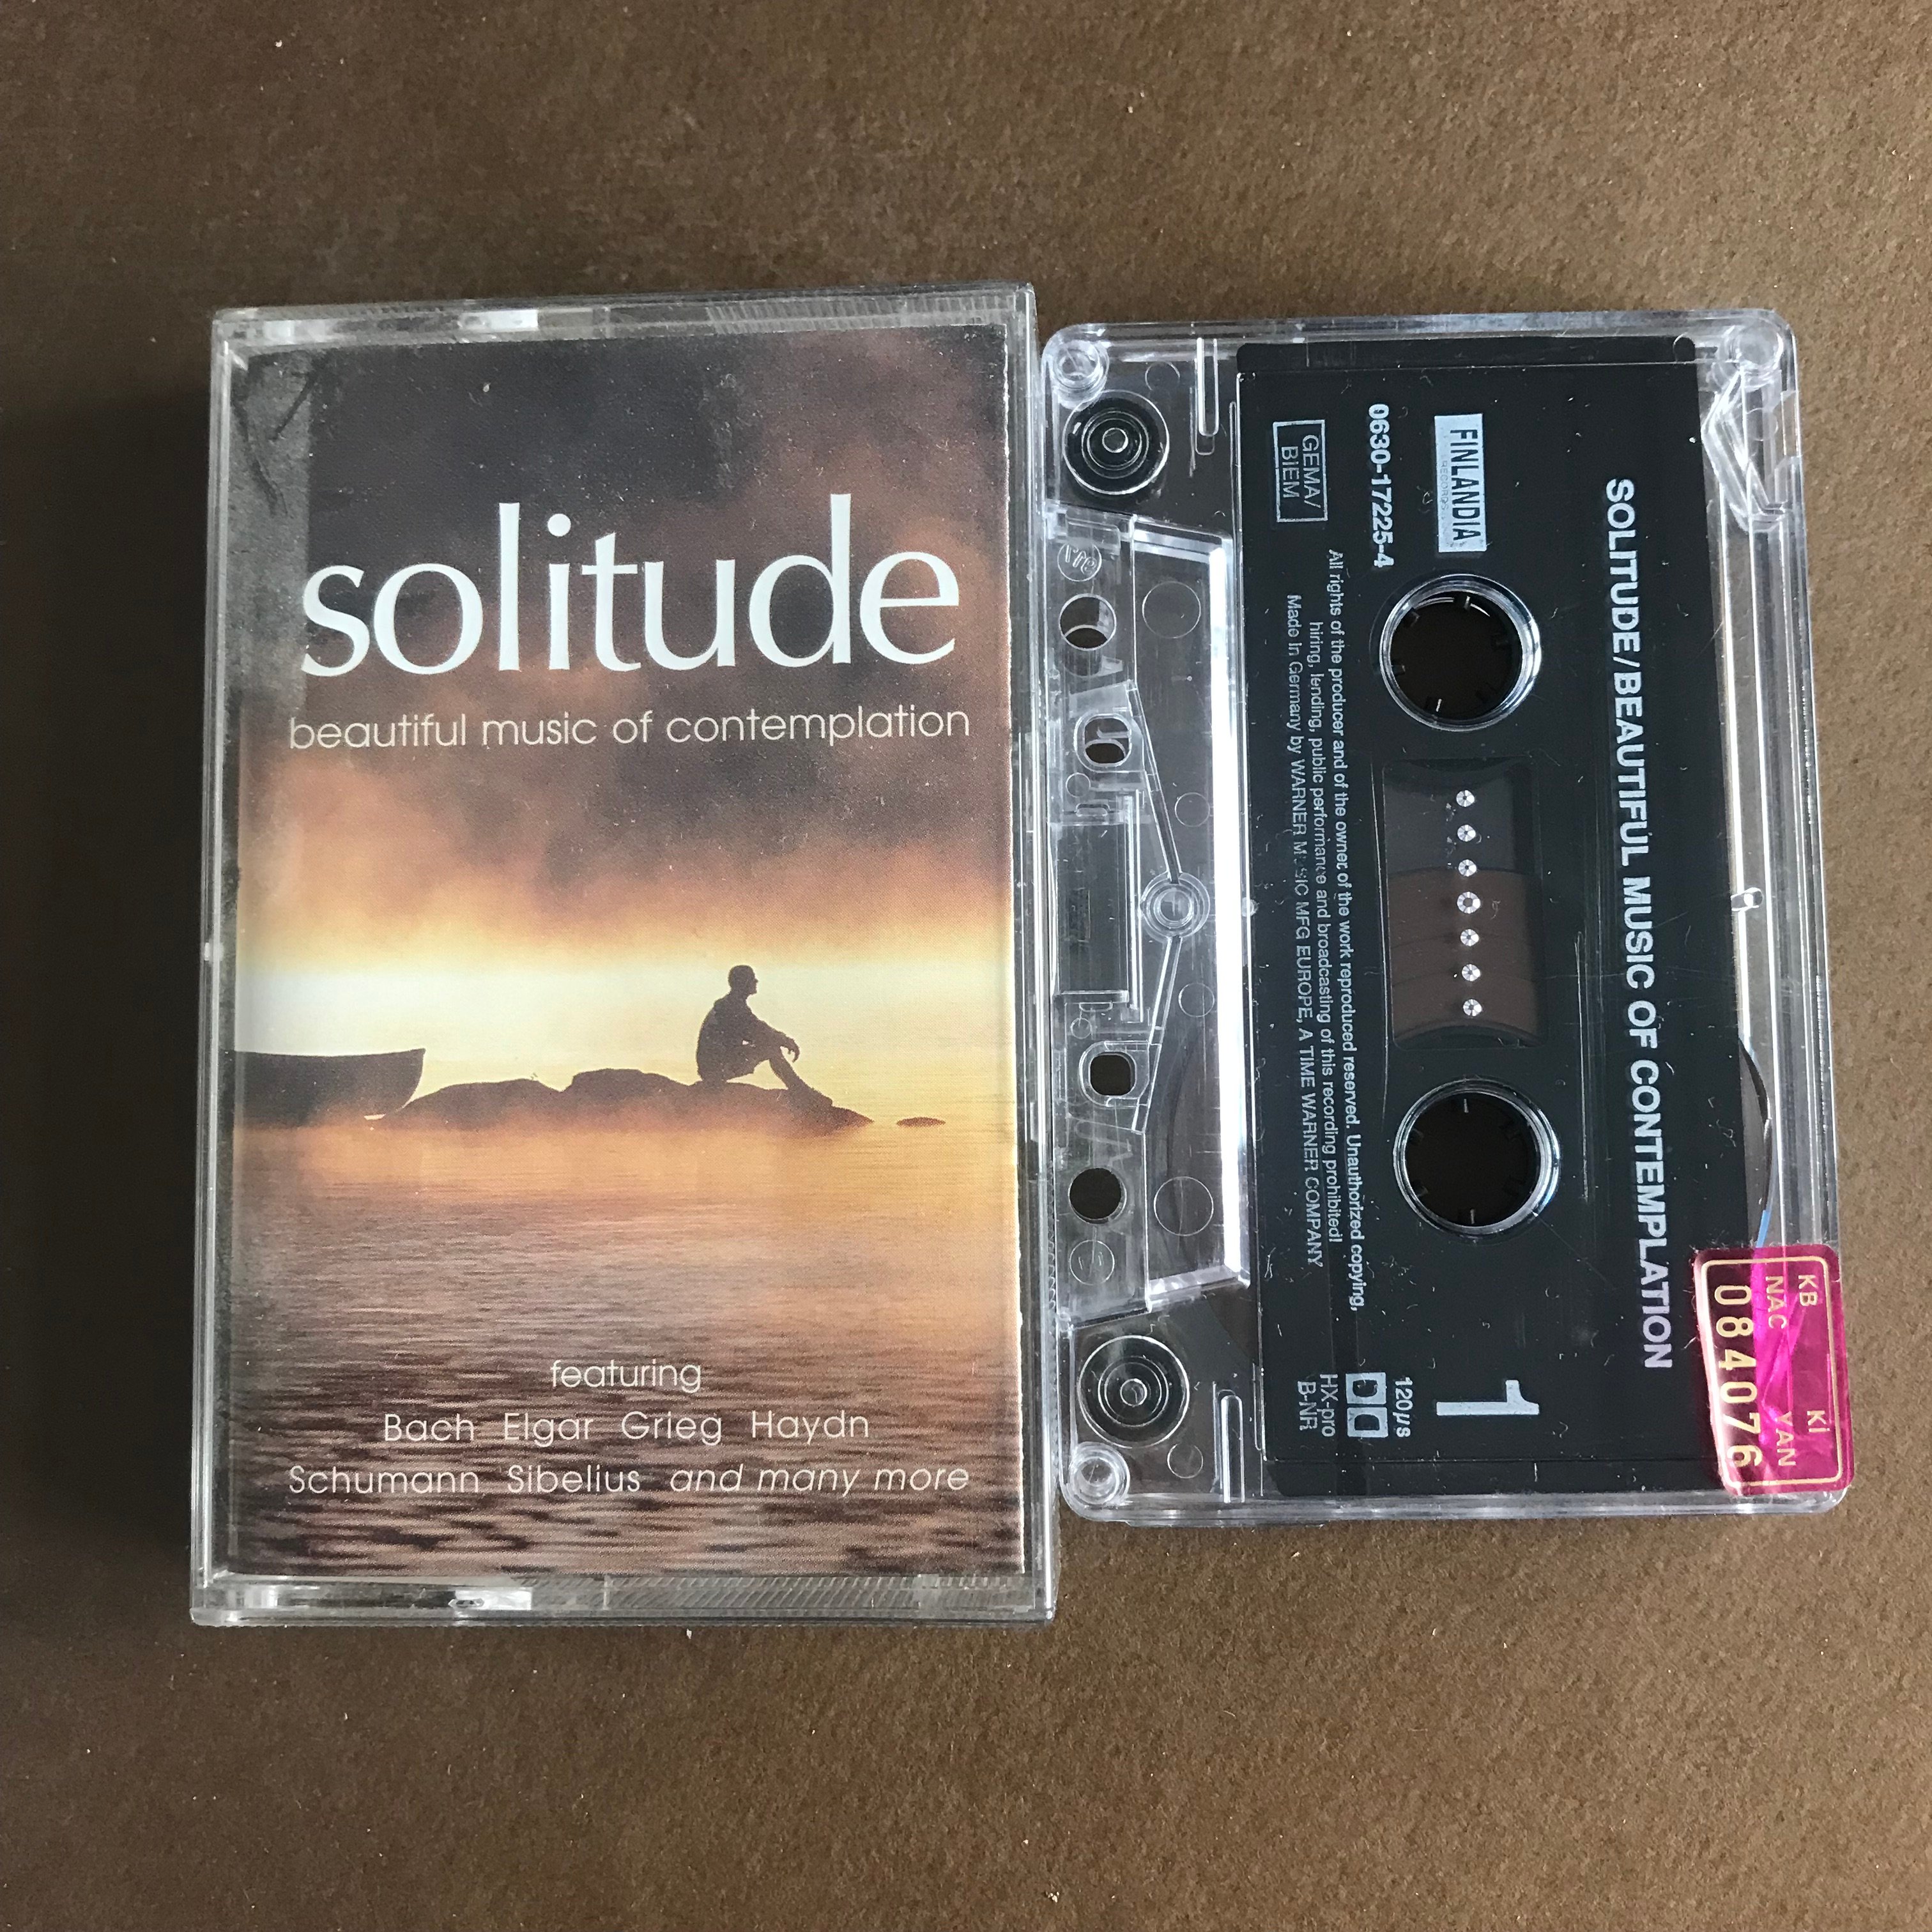 solitude
beautiful music of contemplation
featuring
Bach Elgar Grieg Haydn
Schumann Sibelius and many more
SOLITUDE/BEAUTIFUL MUSIC OF CONTEMPLATION
FINLANDIA
RECORDS
0630-17225-4
GEMA/
BIEM
All rights of the producer and of the owner of the work reproduced reserved. Unauthorized copying,
hiring, lending, public performance and broadcasting of this recording prohibited!
Made in Germany by WARNER MUSIC MFG EUROPE, A TIME WARNER COMPANY
1
120µs
HX-pro
B-NR
KB Ki
NAC YAN
084076